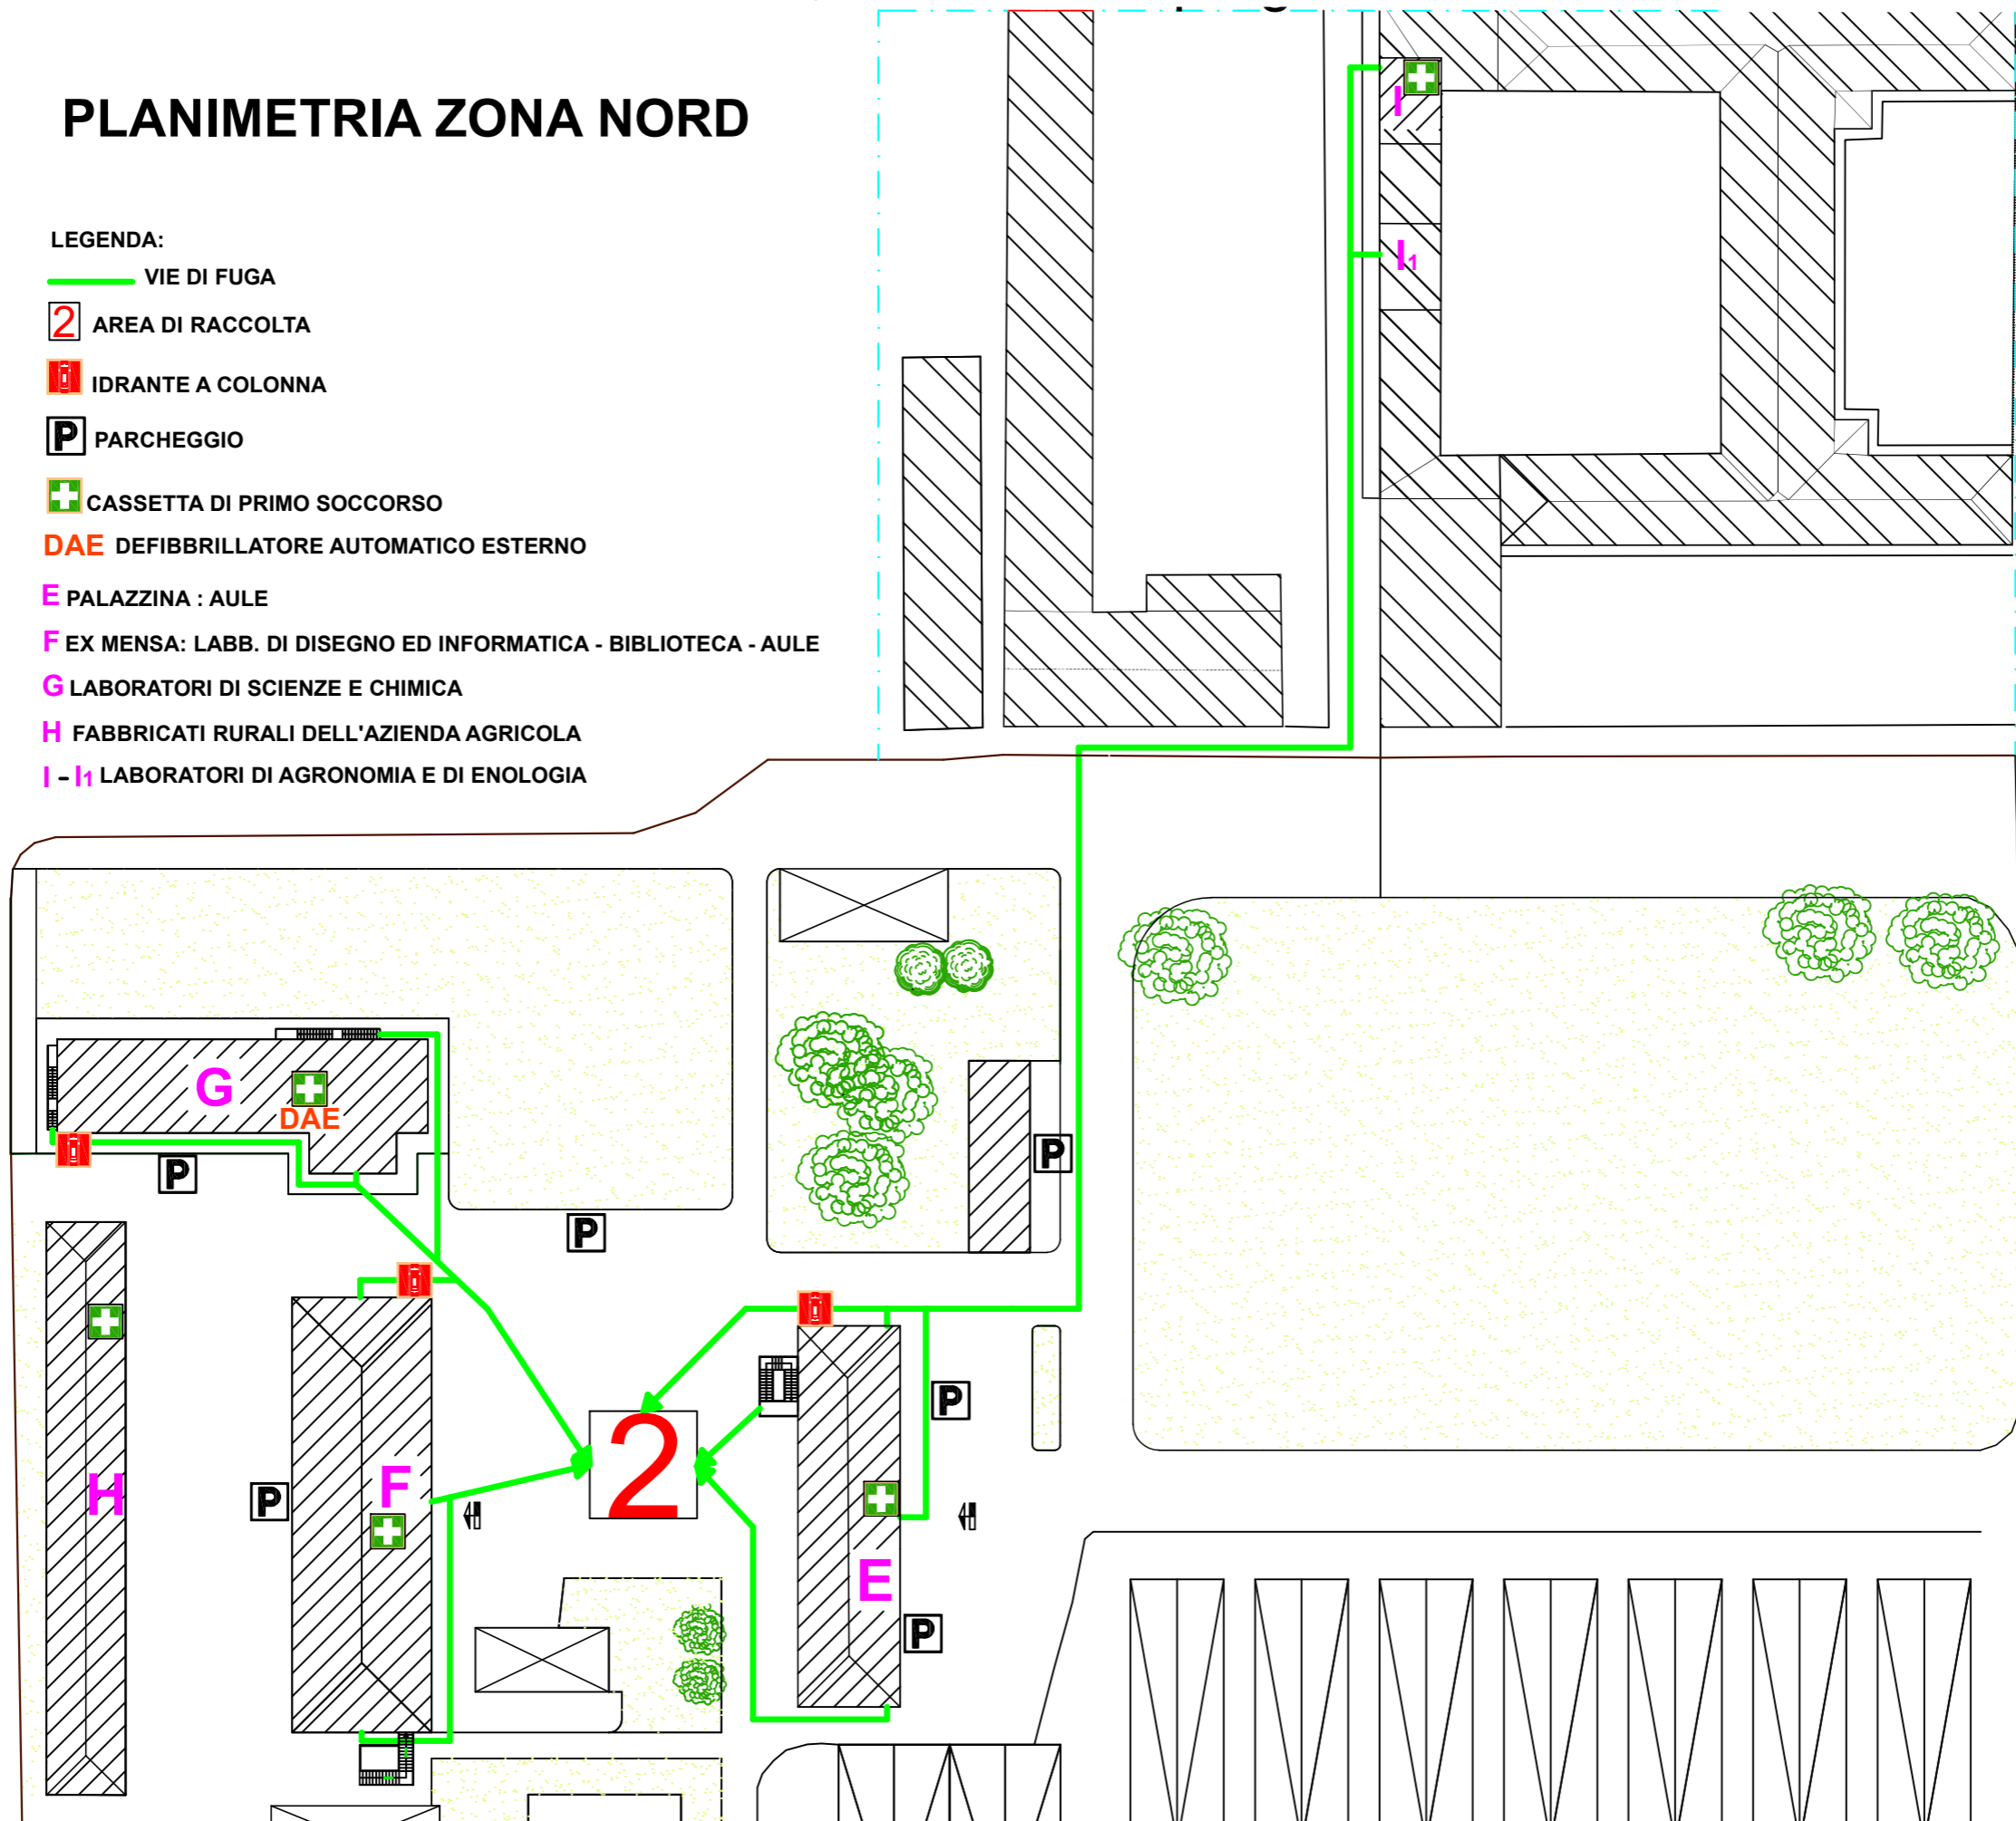 PLANIMETRIA ZONA NORD
LEGENDA:
VIE DI FUGA
2 AREA DI RACCOLTA
IDRANTE A COLONNA
P PARCHEGGIO
CASSETTA DI PRIMO SOCCORSO
DAE DEFIBBRILLATORE AUTOMATICO ESTERNO
E PALAZZINA : AULE
F EX MENSA: LABB. DI DISEGNO ED INFORMATICA - BIBLIOTECA - AULE
G LABORATORI DI SCIENZE E CHIMICA
H FABBRICATI RURALI DELL'AZIENDA AGRICOLA
I - I1 LABORATORI DI AGRONOMIA E DI ENOLOGIA
I
I1
G
DAE
P
P
P
P
2
H
F
P
E
P